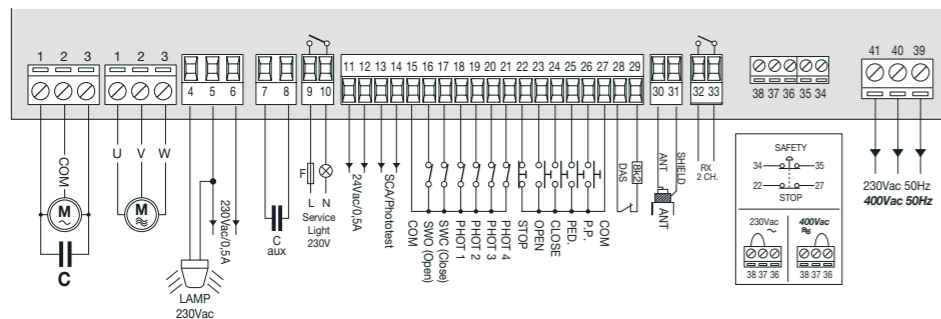 1 2 3
1 2 3
4 5 6
7 8
9 10
11 12 13 14 15 16 17 18 19 20 21 22 23 24 25 26 27 28 29
30 31
32 33
38 37 36 35 34
41 40 39
COM
M
~
C
U V W
M
≋
230Vac/0,5A
LAMP
230Vac
C
aux
F
L N
Service
Light
230V
24Vac/0,5A
SCA/Phototest
COM
SWO (Open)
SWC (Close)
PHOT 1
PHOT 2
PHOT 3
PHOT 4
STOP
OPEN
CLOSE
PED.
P.P.
COM
DAS
8k2
ANT
SHIELD
ANT
RX
2 CH.
SAFETY
34 35
22 27
STOP
230Vac
~
38 37 36
400Vac
≋
38 37 36
230Vac 50Hz
400Vac 50Hz